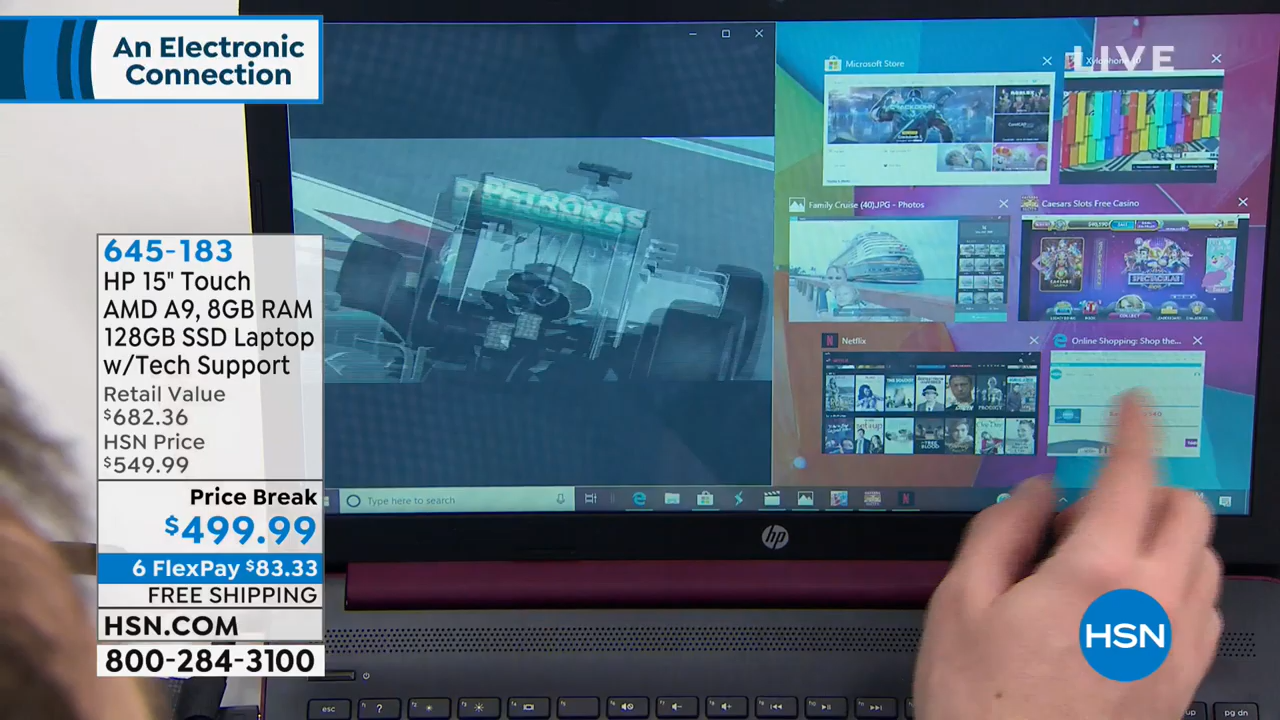 An Electronic
Connection
LIVE
645-183
HP 15" Touch
AMD A9, 8GB RAM
128GB SSD Laptop
w/Tech Support
Retail Value
$682.36
HSN Price
$549.99
Price Break
$499.99
6 FlexPay $83.33
FREE SHIPPING
HSN.COM
800-284-3100
Microsoft Store
Family Cruise (40).JPG - Photos
Caesars Slots Free Casino
Netflix
Online Shopping: Shop the...
PETRONAS
Type here to search
hp
HSN
esc
pg dn